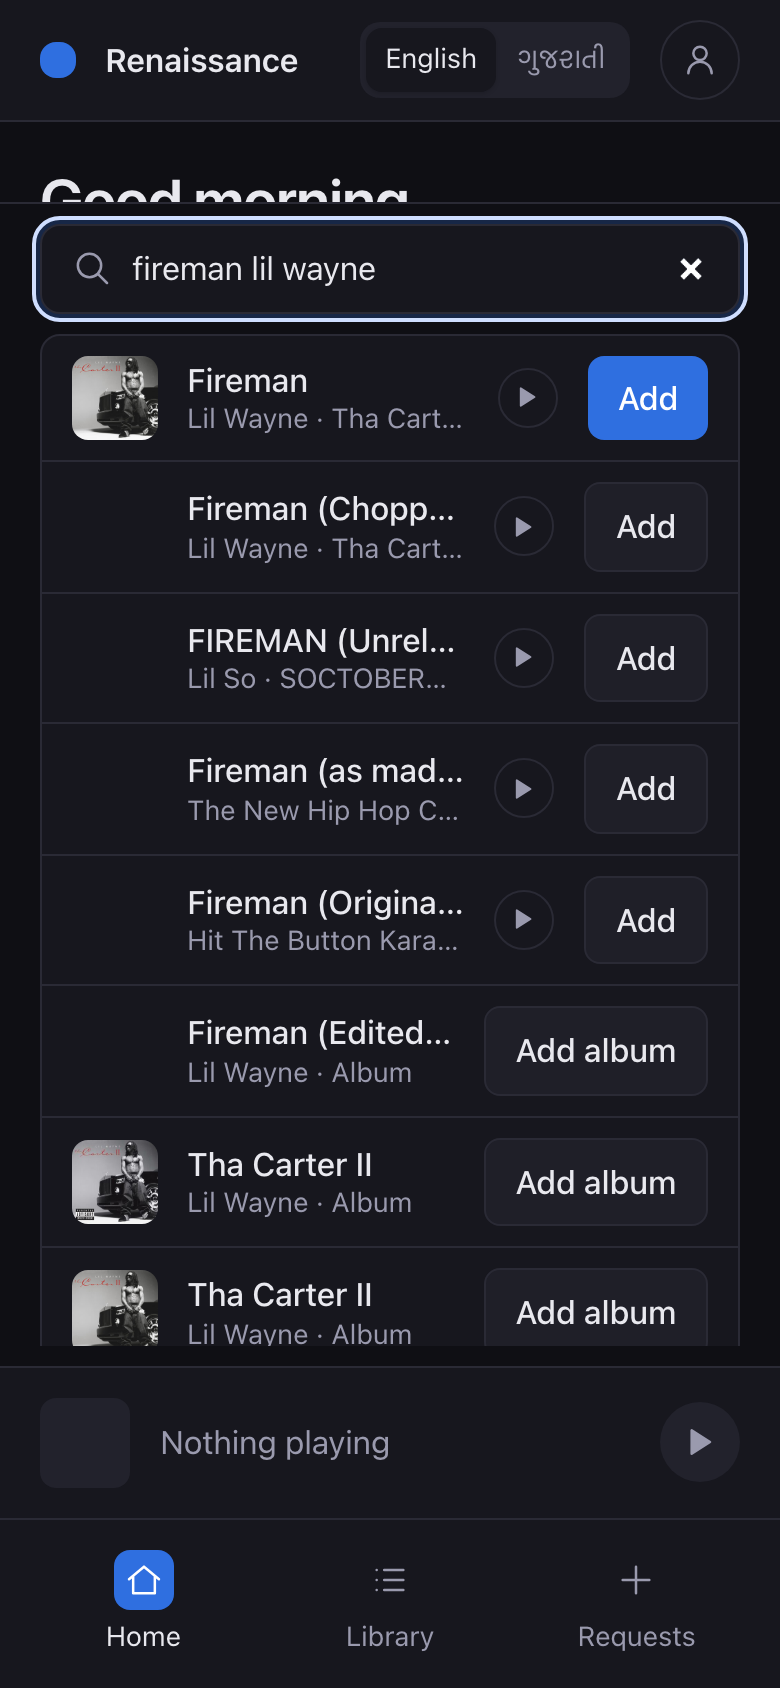 Renaissance
English
ગુજરાતી
Good morning
fireman lil wayne
Fireman
Lil Wayne · Tha Cart...
Add
Fireman (Chopp...
Lil Wayne · Tha Cart...
Add
FIREMAN (Unrel...
Lil So · SOCTOBER...
Add
Fireman (as mad...
The New Hip Hop C...
Add
Fireman (Origina...
Hit The Button Kara...
Add
Fireman (Edited...
Lil Wayne · Album
Add album
Tha Carter II
Lil Wayne · Album
Add album
Tha Carter II
Lil Wayne · Album
Add album
Nothing playing
Home
Library
Requests